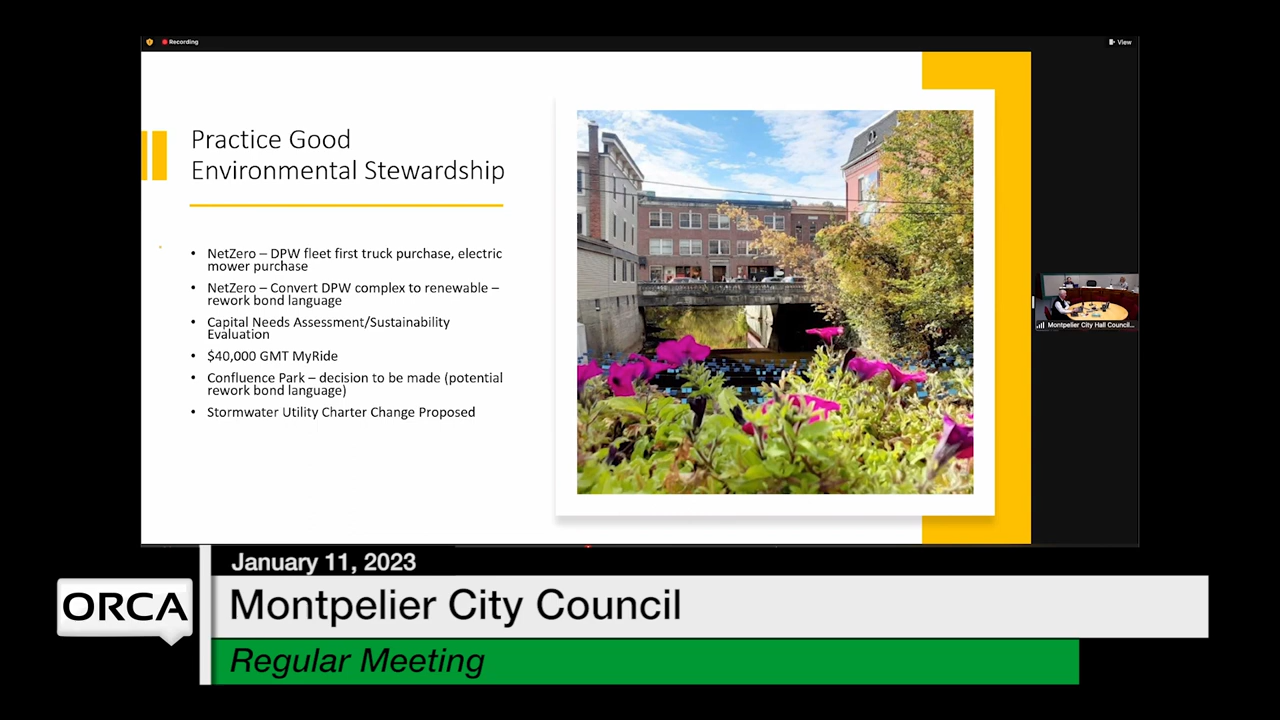 Recording
View
Practice Good
Environmental Stewardship
• NetZero – DPW fleet first truck purchase, electric
mower purchase
• NetZero – Convert DPW complex to renewable –
rework bond language
• Capital Needs Assessment/Sustainability
Evaluation
• $40,000 GMT MyRide
• Confluence Park – decision to be made (potential
rework bond language)
• Stormwater Utility Charter Change Proposed
Montpelier City Hall Council...
January 11, 2023
ORCA
Montpelier City Council
Regular Meeting